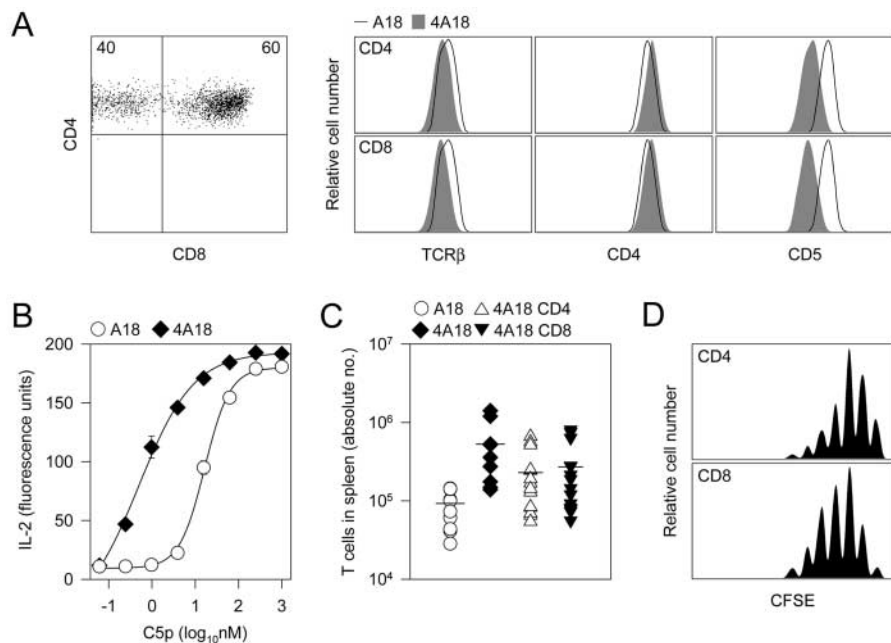 A
40 60
CD4
CD8
A18 4A18
Relative cell number
CD4
CD8
TCRβ CD4 CD5
B
A18 4A18
IL-2 (fluorescence units)
200
150
100
50
0
-1 0 1 2 3
C5p (log10nM)
C
A18 4A18 CD4
4A18 4A18 CD8
T cells in spleen (absolute no.)
10⁷
10⁶
10⁵
10⁴
D
Relative cell number
CD4
CD8
CFSE